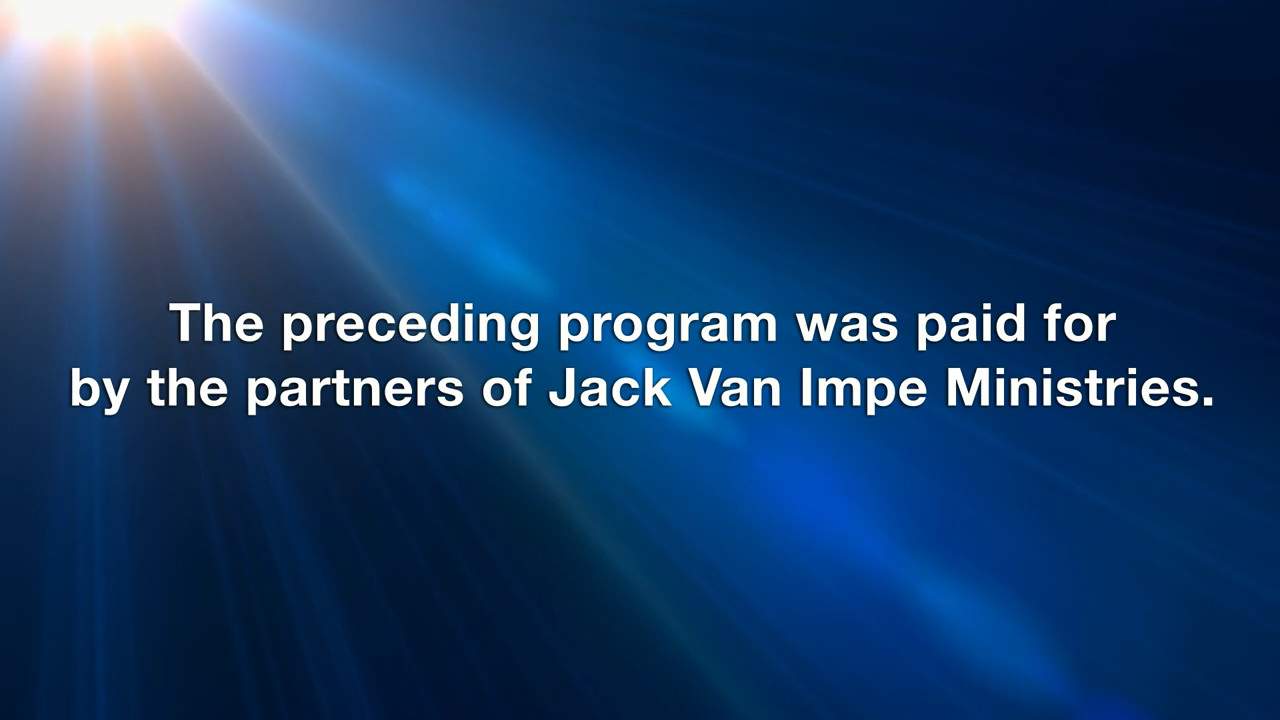 The preceding program was paid for
by the partners of Jack Van Impe Ministries.